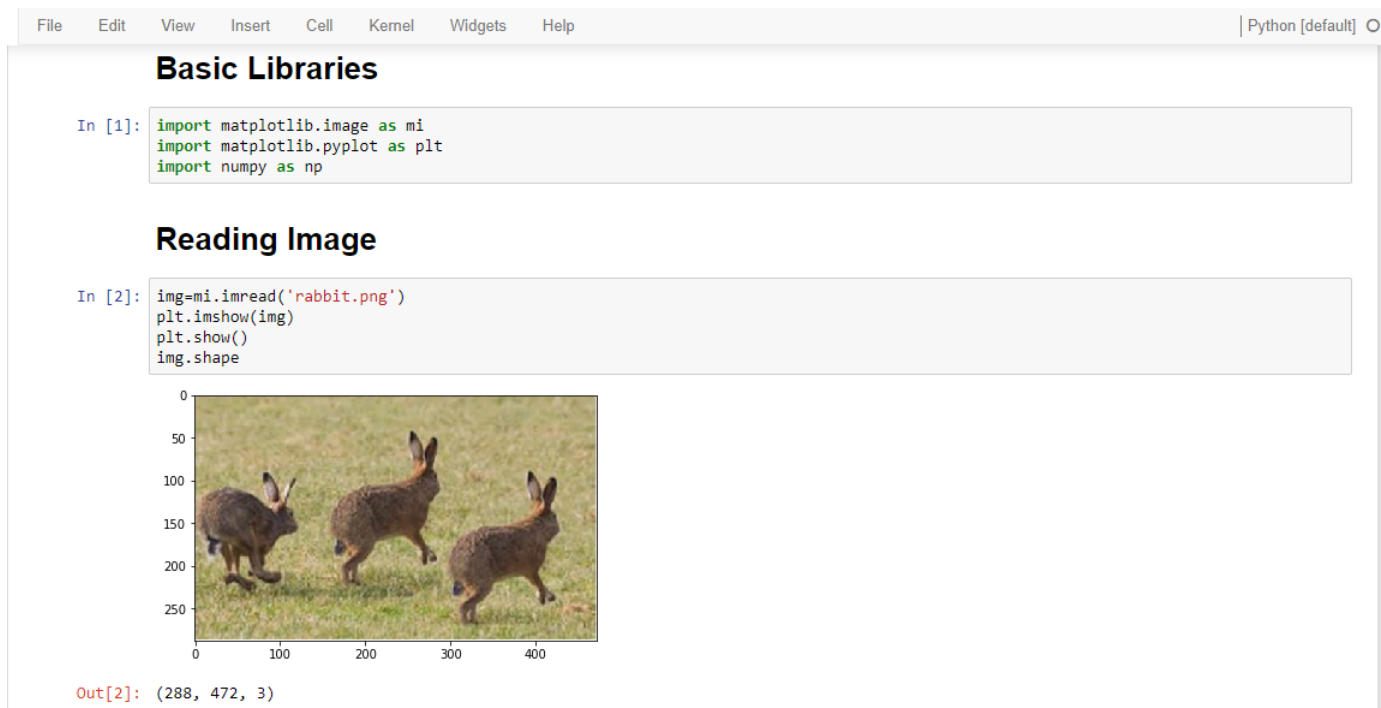 File Edit View Insert Cell Kernel Widgets Help Python [default]
Basic Libraries
In [1]: import matplotlib.image as mi
import matplotlib.pyplot as plt
import numpy as np
Reading Image
In [2]: img=mi.imread('rabbit.png')
plt.imshow(img)
plt.show()
img.shape
0
50
100
150
200
250
0 100 200 300 400
Out[2]: (288, 472, 3)